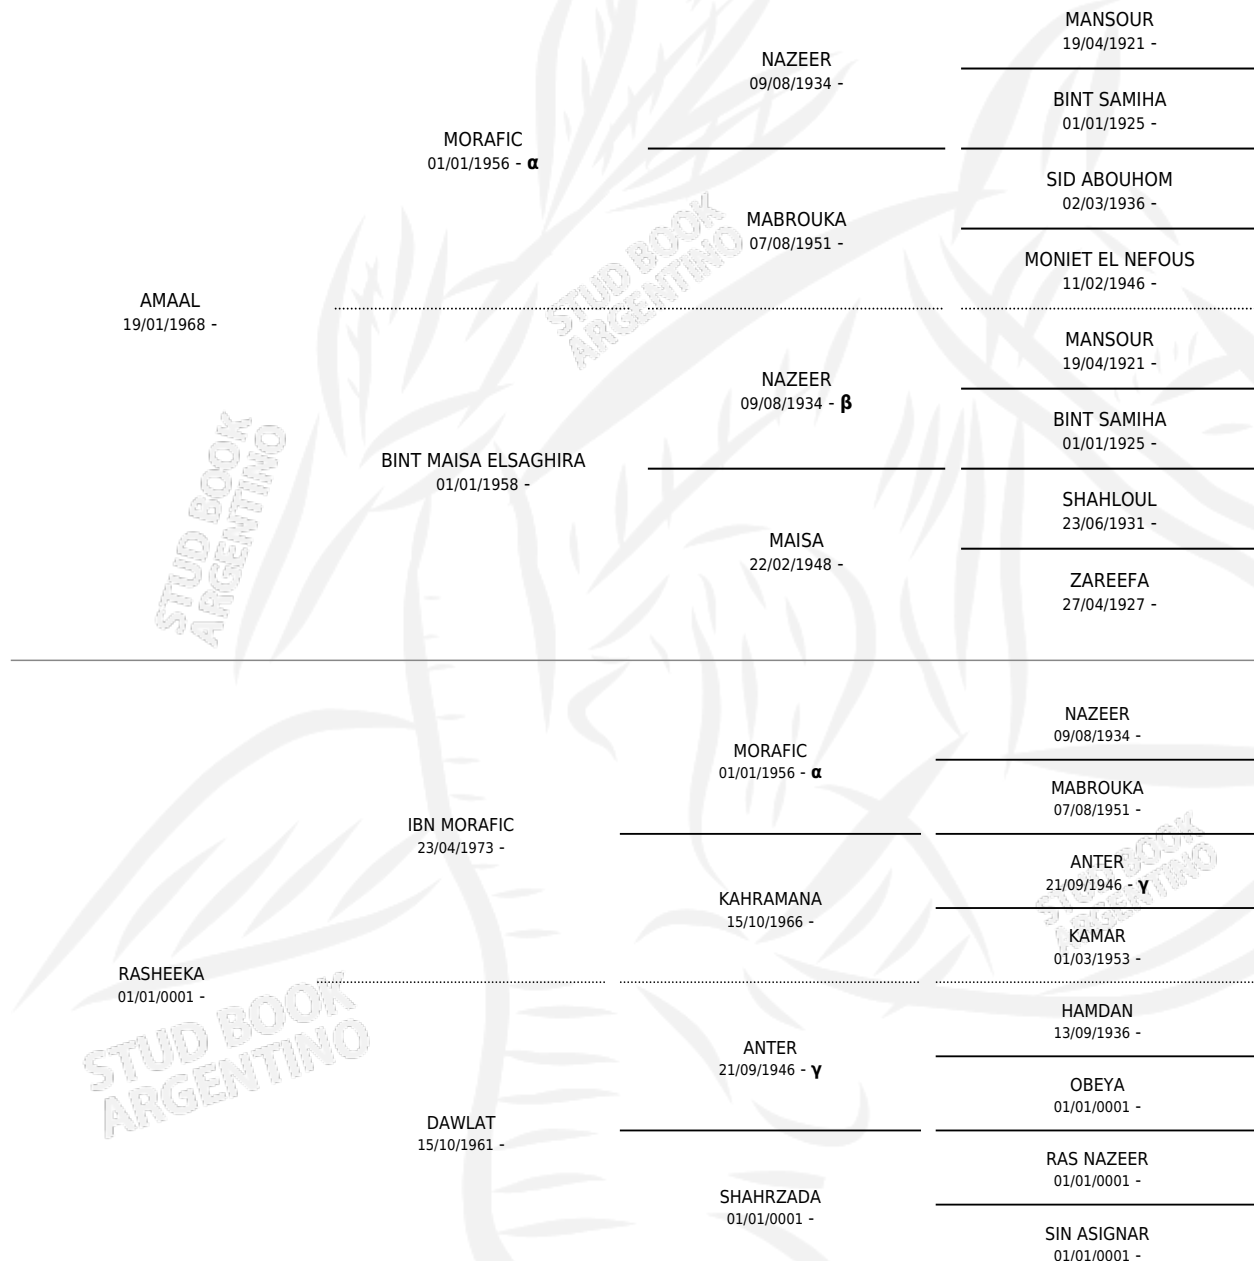 MANSOUR
19/04/1921 -
NAZEER
09/08/1934 -
BINT SAMIHA
01/01/1925 -
MORAFIC
01/01/1956 - α
SID ABOUHOM
02/03/1936 -
MABROUKA
07/08/1951 -
MONIET EL NEFOUS
11/02/1946 -
AMAAL
19/01/1968 -
STUD BOOK
ARGENTINO
MANSOUR
19/04/1921 -
NAZEER
09/08/1934 - β
BINT SAMIHA
01/01/1925 -
BINT MAISA ELSAGHIRA
01/01/1958 -
SHAHLOUL
23/06/1931 -
MAISA
22/02/1948 -
ZAREEFA
27/04/1927 -
STUD BOOK
ARGENTINO
NAZEER
09/08/1934 -
MORAFIC
01/01/1956 - α
MABROUKA
07/08/1951 -
IBN MORAFIC
23/04/1973 -
ANTER
21/09/1946 - γ
KAHRAMANA
15/10/1966 -
KAMAR
01/03/1953 -
STUD BOOK
ARGENTINO
RASHEEKA
01/01/0001 -
HAMDAN
13/09/1936 -
ANTER
21/09/1946 - γ
OBEYA
01/01/0001 -
STUD BOOK
ARGENTINO
DAWLAT
15/10/1961 -
RAS NAZEER
01/01/0001 -
SHAHRZADA
01/01/0001 -
SIN ASIGNAR
01/01/0001 -